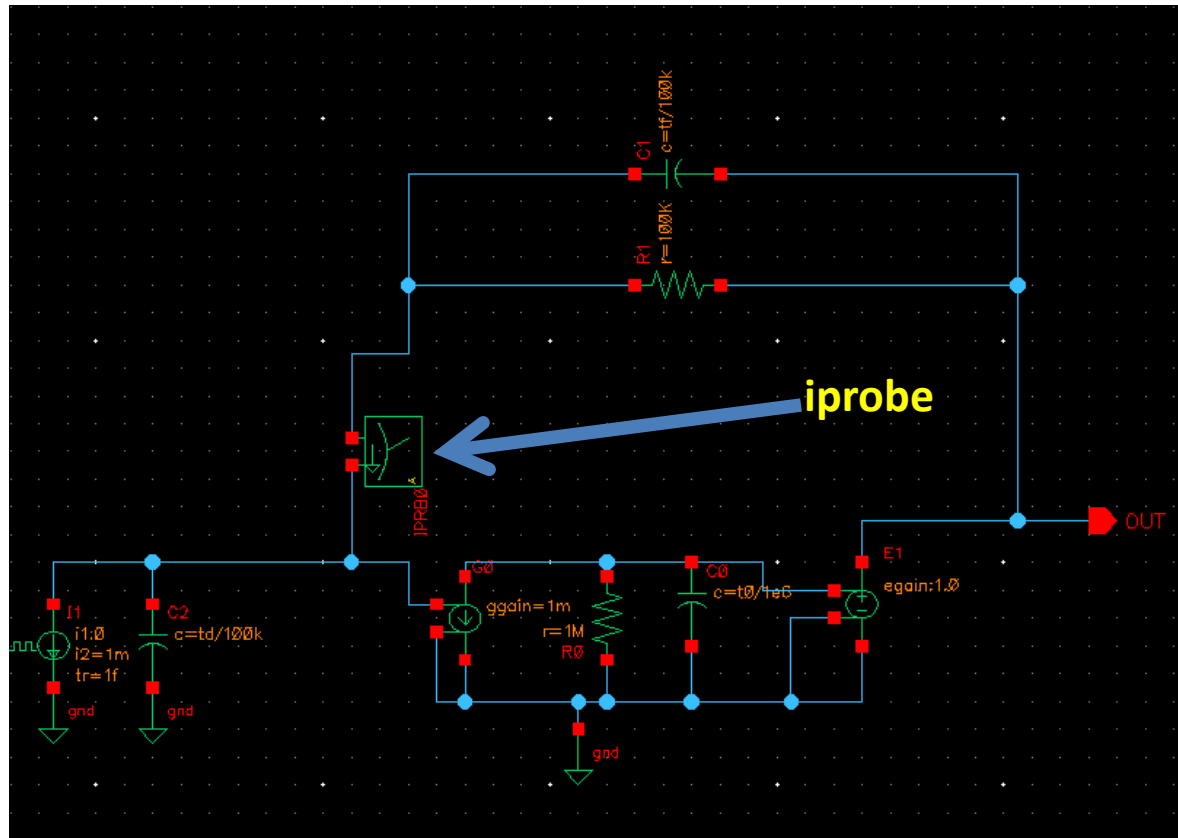 C1
c=tf/100k
R1
r=100K
iprobe
IPRB0
OUT
I1
i1:0
i2=1m
tr=1f
gnd
C2
c=td/100k
gnd
G0
ggain=1m
r=1M
R0
C0
c=t0/1e6
gnd
E1
egain:1.0